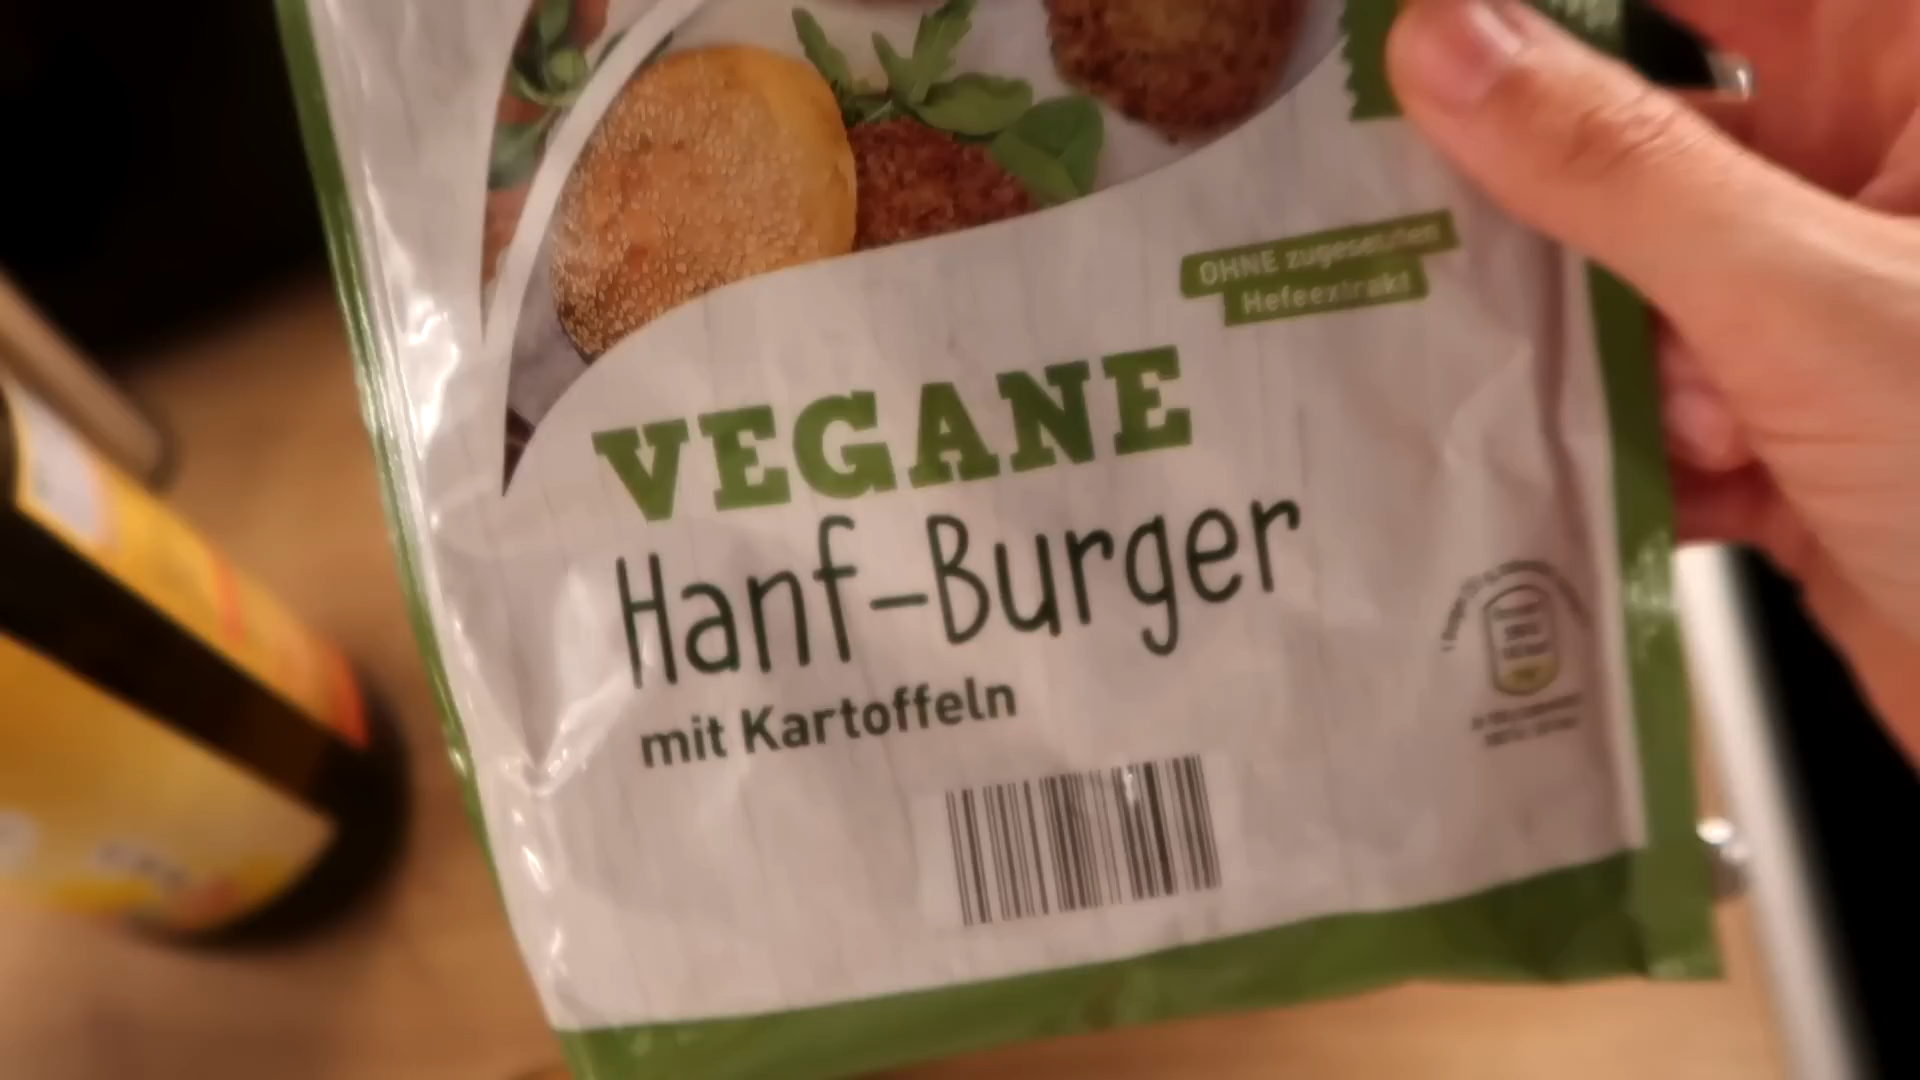 OHNE zugesetzten
Hefeextrakt
VEGANE
Hanf-Burger
mit Kartoffeln